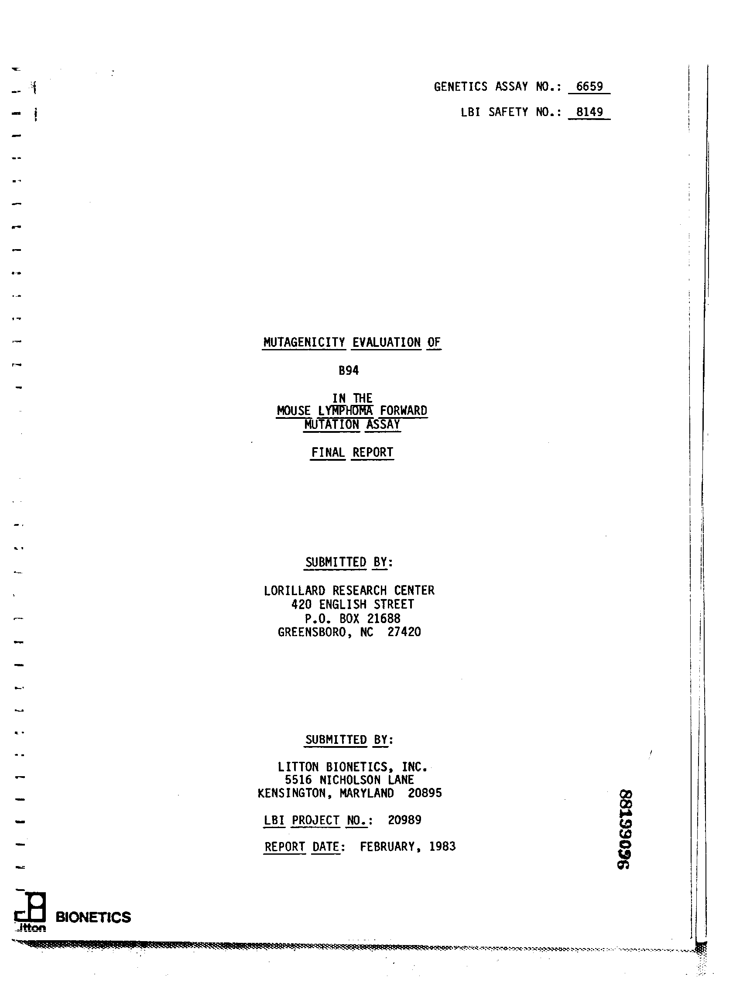 GENETICS ASSAY NO.: 6659
LBI SAFETY NO.: 8149
MUTAGENICITY EVALUATION OF
B94
IN THE
MOUSE LYMPHOMA FORWARD
MUTATION ASSAY
FINAL REPORT
SUBMITTED BY:
LORILLARD RESEARCH CENTER
420 ENGLISH STREET
P.O. BOX 21688
GREENSBORO, NC 27420
SUBMITTED BY:
LITTON BIONETICS, INC.
5516 NICHOLSON LANE
KENSINGTON, MARYLAND 20895
LBI PROJECT NO.: 20989
REPORT DATE: FEBRUARY, 1983
88199096
BIONETICS
Litton